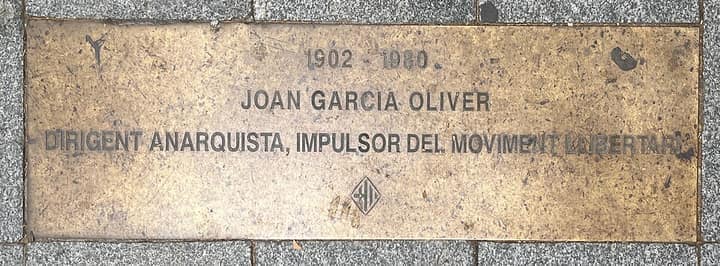 1902 - 1980
JOAN GARCIA OLIVER
DIRIGENT ANARQUISTA, IMPULSOR DEL MOVIMENT LLIBERTARI